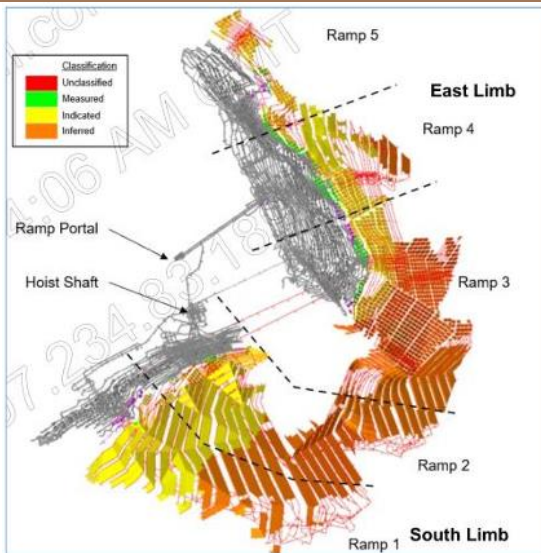 Ramp 5
Classification
Unclassified
Measured
Indicated
Inferred
East Limb
Ramp 4
Ramp Portal
Hoist Shaft
Ramp 3
Ramp 2
Ramp 1
South Limb